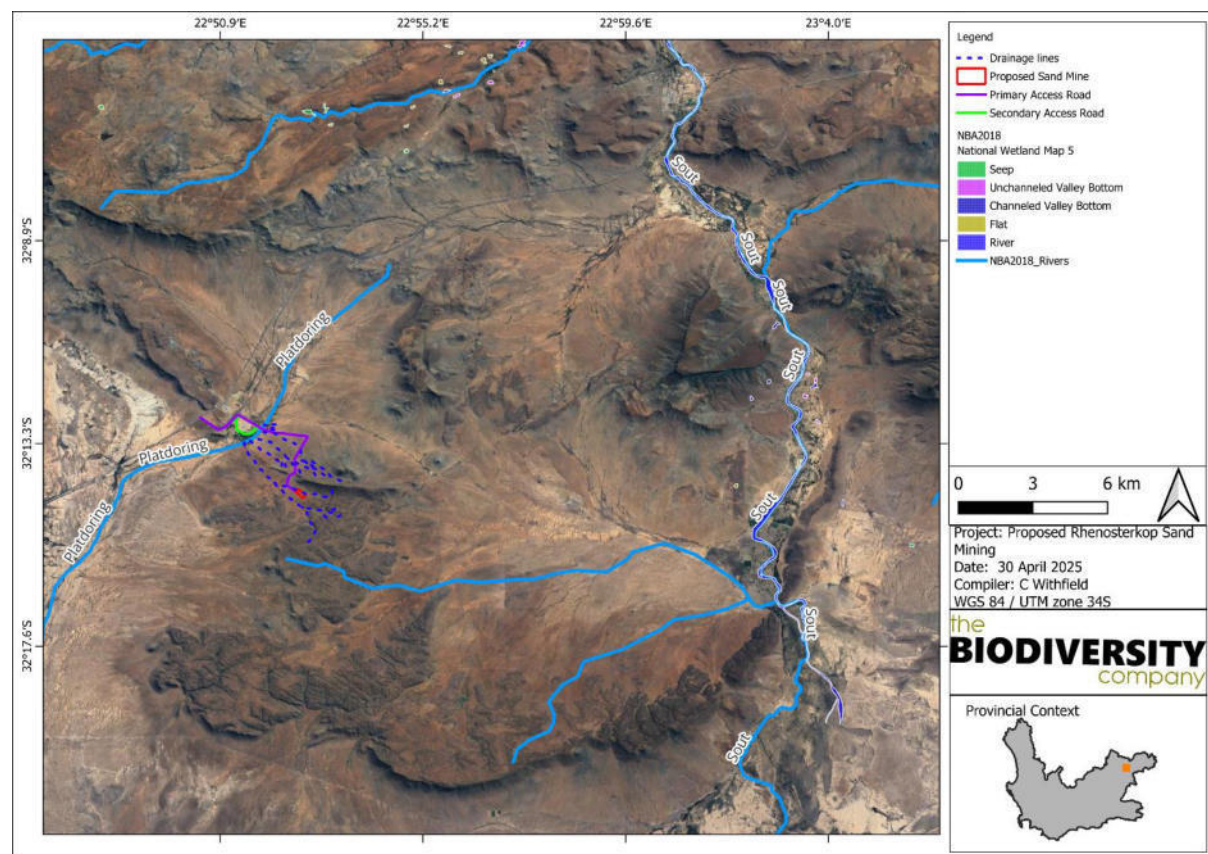 22°50.9'E
22°55.2'E
22°59.6'E
23°4.0'E
32°8.9'S
32°13.3'S
32°17.6'S
Sout
Sout
Sout
Sout
Sout
Sout
Sout
Platdoring
Platdoring
Platdoring
Legend
Drainage lines
Proposed Sand Mine
Primary Access Road
Secondary Access Road
NBA2018
National Wetland Map 5
Seep
Unchanneled Valley Bottom
Channeled Valley Bottom
Flat
River
NBA2018_Rivers
0 3 6 km
Project: Proposed Rhenosterkop Sand
Mining
Date: 30 April 2025
Compiler: C Withfield
WGS 84 / UTM zone 34S
the
BIODIVERSITY
company
Provincial Context